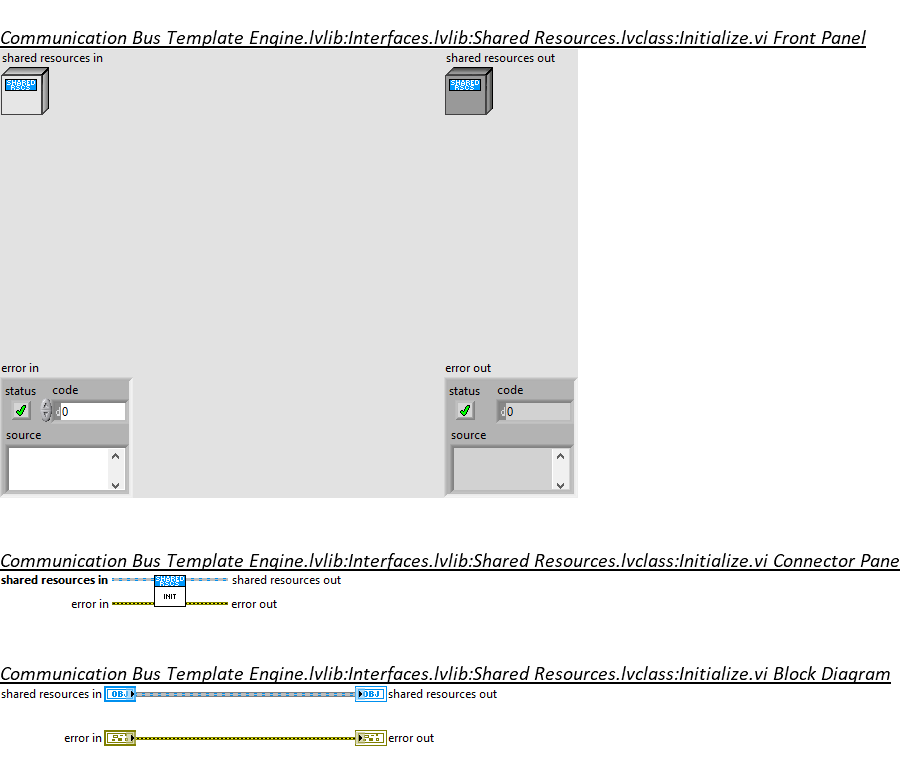 Communication Bus Template Engine.lvlib:Interfaces.lvlib:Shared Resources.lvclass:Initialize.vi Front Panel
shared resources in shared resources out
SHARED SHARED
RSCS RSCS
error in error out
status code status code
d 0 d 0
source source
Communication Bus Template Engine.lvlib:Interfaces.lvlib:Shared Resources.lvclass:Initialize.vi Connector Pane
shared resources in SHARED shared resources out
RSCS
INIT
error in error out
Communication Bus Template Engine.lvlib:Interfaces.lvlib:Shared Resources.lvclass:Initialize.vi Block Diagram
shared resources in OBJ OBJ shared resources out
error in error out